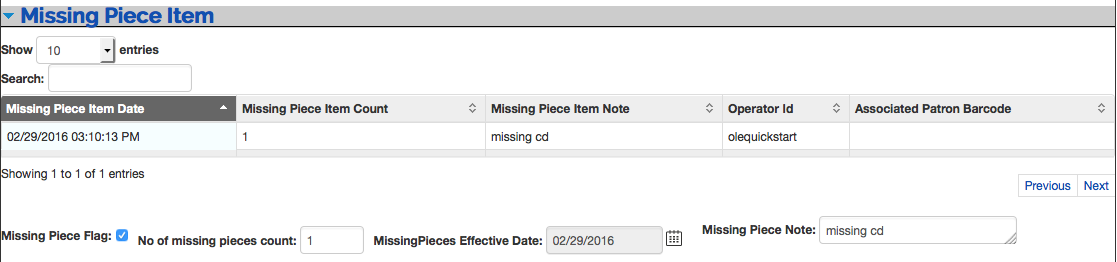 Missing Piece Item
Show 10 entries
Search:
Missing Piece Item Date Missing Piece Item Count Missing Piece Item Note Operator Id Associated Patron Barcode
02/29/2016 03:10:13 PM 1 missing cd olequickstart
Showing 1 to 1 of 1 entries
Previous Next
Missing Piece Flag: No of missing pieces count: 1 MissingPieces Effective Date: 02/29/2016 Missing Piece Note: missing cd